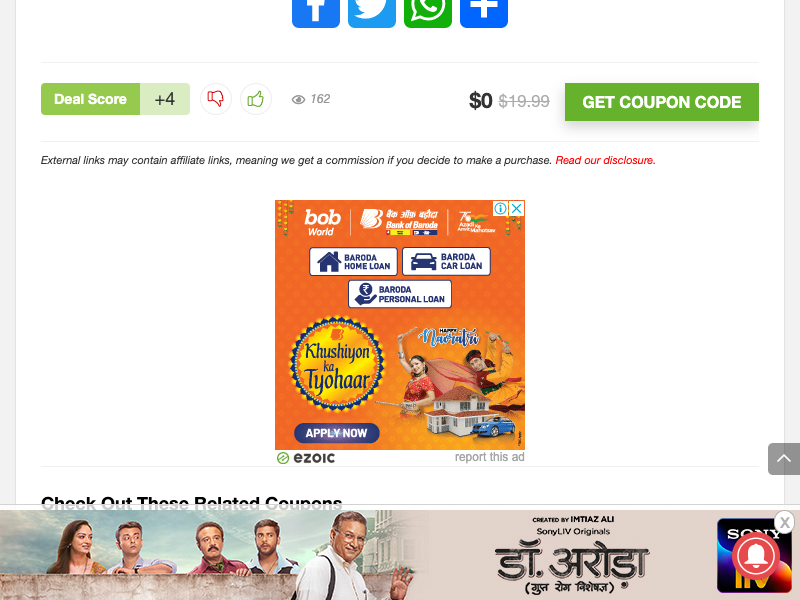 Deal Score +4 162 $0 $19.99 GET COUPON CODE
External links may contain affiliate links, meaning we get a commission if you decide to make a purchase. Read our disclosure.
bob World
बैंक ऑफ़ बड़ौदा
Bank of Baroda
Azadi Ka Amrit Mahotsav
BARODA HOME LOAN
BARODA CAR LOAN
BARODA PERSONAL LOAN
HAPPY Navratri
Khushiyon
ka
Tyohaar
APPLY NOW
ezoic report this ad
Check Out These Related Coupons
CREATED BY IMTIAZ ALI
SonyLIV Originals
डॉ. अरोड़ा
(गुप्त रोग विशेषज्ञ)
SONY
LIV
X